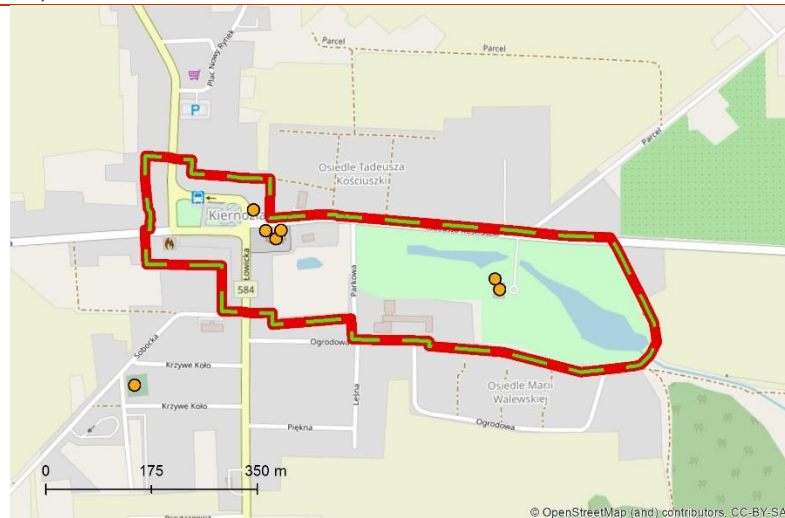 Plac Nowy Rynek
P
Parcel
Parcel
Parcel
Osiedle Tadeusza
Kościuszki
Kiernozia
Łowicka
584
Parkowa
Sobocka
Ogrodowa
Krzywe Koło
Krzywe Koło
Leśna
Piękna
Osiedle Marii
Walewskiej
Ogrodowa
0 175 350 m
© OpenStreetMap (and) contributors, CC-BY-SA